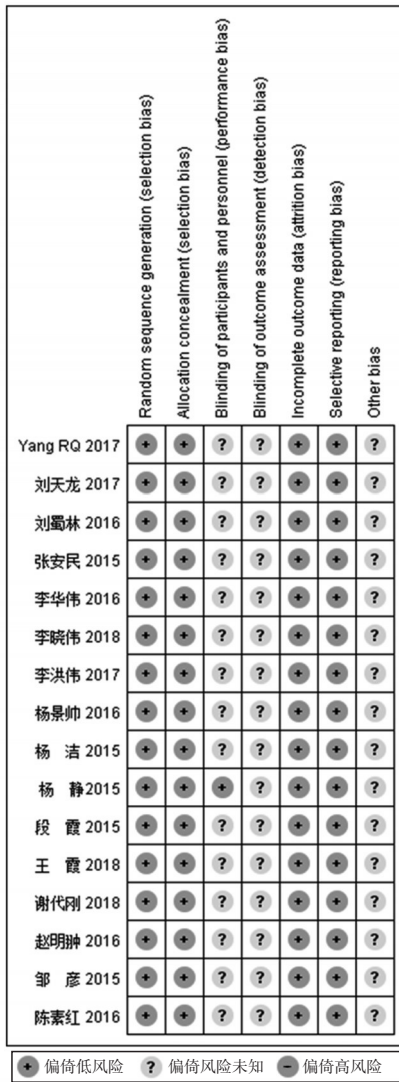 Random sequence generation (selection bias)
Allocation concealment (selection bias)
Blinding of participants and personnel (performance bias)
Blinding of outcome assessment (detection bias)
Incomplete outcome data (attrition bias)
Selective reporting (reporting bias)
Other bias
Yang RQ 2017 + + ? ? + + ?
刘天龙 2017 + + ? ? + + ?
刘蜀林 2016 + + ? ? + + ?
张安民 2015 + + ? ? + + ?
李华伟 2016 + + ? ? + + ?
李晓伟 2018 + + ? ? + + ?
李洪伟 2017 + + ? ? + + ?
杨景帅 2016 + + ? ? + + ?
杨 洁 2015 + + ? ? + + ?
杨 静2015 + + + ? + + ?
段 霞 2015 + + ? ? + + ?
王 霞 2018 + + ? ? + + ?
谢代刚 2018 + + ? ? + + ?
赵明翀 2016 + + ? ? + + ?
邹 彦 2015 + + ? ? + + ?
陈素红 2016 + + ? ? + + ?
+ 偏倚低风险 ? 偏倚风险未知 − 偏倚高风险